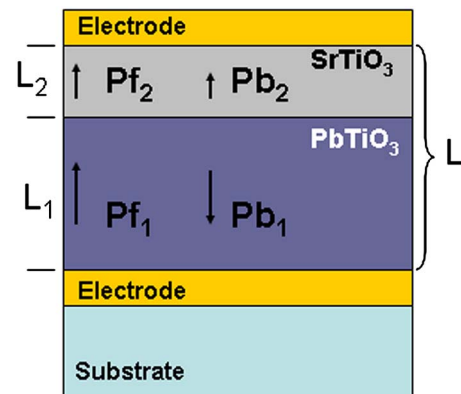 Electrode
SrTiO₃
L₂ Pf₂ Pb₂
PbTiO₃
L
L₁ Pf₁ Pb₁
Electrode
Substrate